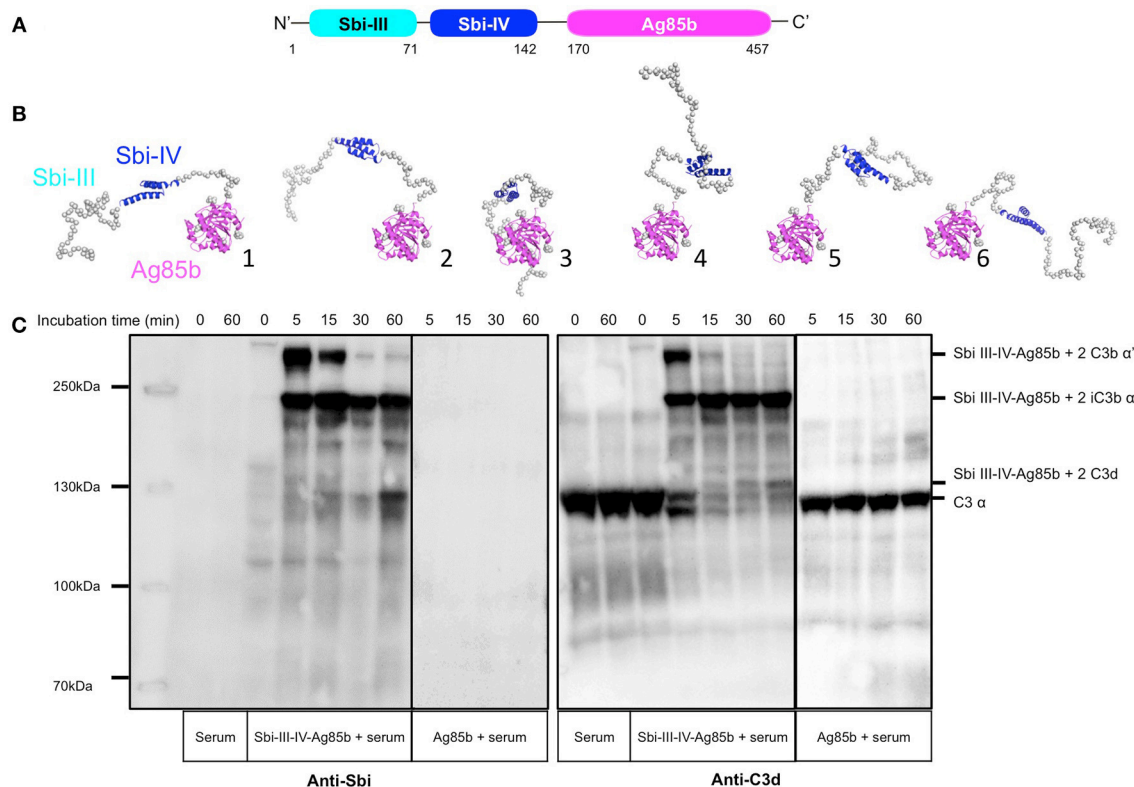 A
N' Sbi-III Sbi-IV Ag85b C'
1 71 142 170 457
B
Sbi-III Sbi-IV
Ag85b 1 2 3 4 5 6
C
Incubation time (min) 0 60 0 5 15 30 60 5 15 30 60 0 60 0 5 15 30 60 5 15 30 60
Sbi III-IV-Ag85b + 2 C3b α'
250kDa
Sbi III-IV-Ag85b + 2 iC3b α
130kDa
Sbi III-IV-Ag85b + 2 C3d
C3 α
100kDa
70kDa
Serum Sbi-III-IV-Ag85b + serum Ag85b + serum Serum Sbi-III-IV-Ag85b + serum Ag85b + serum
Anti-Sbi Anti-C3d